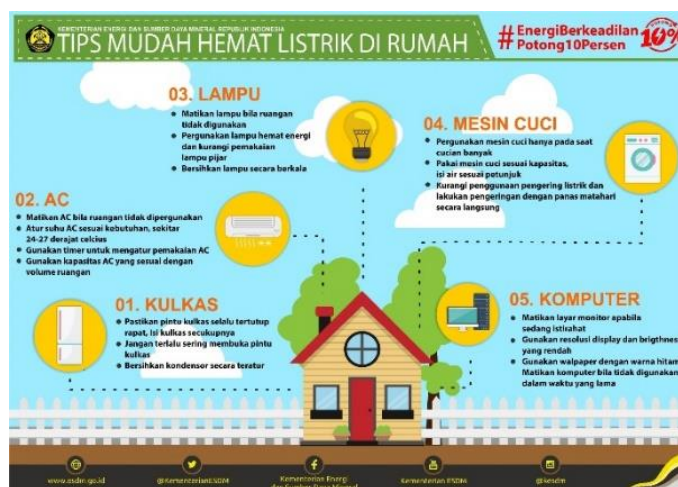 KEMENTERIAN ENERGI DAN SUMBER DAYA MINERAL REPUBLIK INDONESIA
TIPS MUDAH HEMAT LISTRIK DI RUMAH
#EnergiBerkeadilan
Potong10Persen
10%
03. LAMPU
Matikan lampu bila ruangan
tidak digunakan
Pergunakan lampu hemat energi
dan kurangi pemakaian
lampu pijar
Bersihkan lampu secara berkala
04. MESIN CUCI
Pergunakan mesin cuci hanya pada saat
cucian banyak
Pakai mesin cuci sesuai kapasitas,
isi air sesuai petunjuk
Kurangi penggunaan pengering listrik dan
lakukan pengeringan dengan panas matahari
secara langsung
02. AC
Matikan AC bila ruangan tidak dipergunakan
Atur suhu AC sesuai kebutuhan, sekitar
24-27 derajat celcius
Gunakan timer untuk mengatur pemakaian AC
Gunakan kapasitas AC yang sesuai dengan
volume ruangan
01. KULKAS
Pastikan pintu kulkas selalu tertutup
rapat, isi kulkas secukupnya
Jangan terlalu sering membuka pintu
kulkas
Bersihkan kondensor secara teratur
05. KOMPUTER
Matikan layar monitor apabila
sedang istirahat
Gunakan resolusi display dan brigthness
yang rendah
Gunakan walpaper dengan warna hitam
Matikan komputer bila tidak digunakan
dalam waktu yang lama
www.esdm.go.id
@KementerianESDM
Kementerian Energi
dan Sumber Daya Mineral
Kementerian ESDM
@kesdm